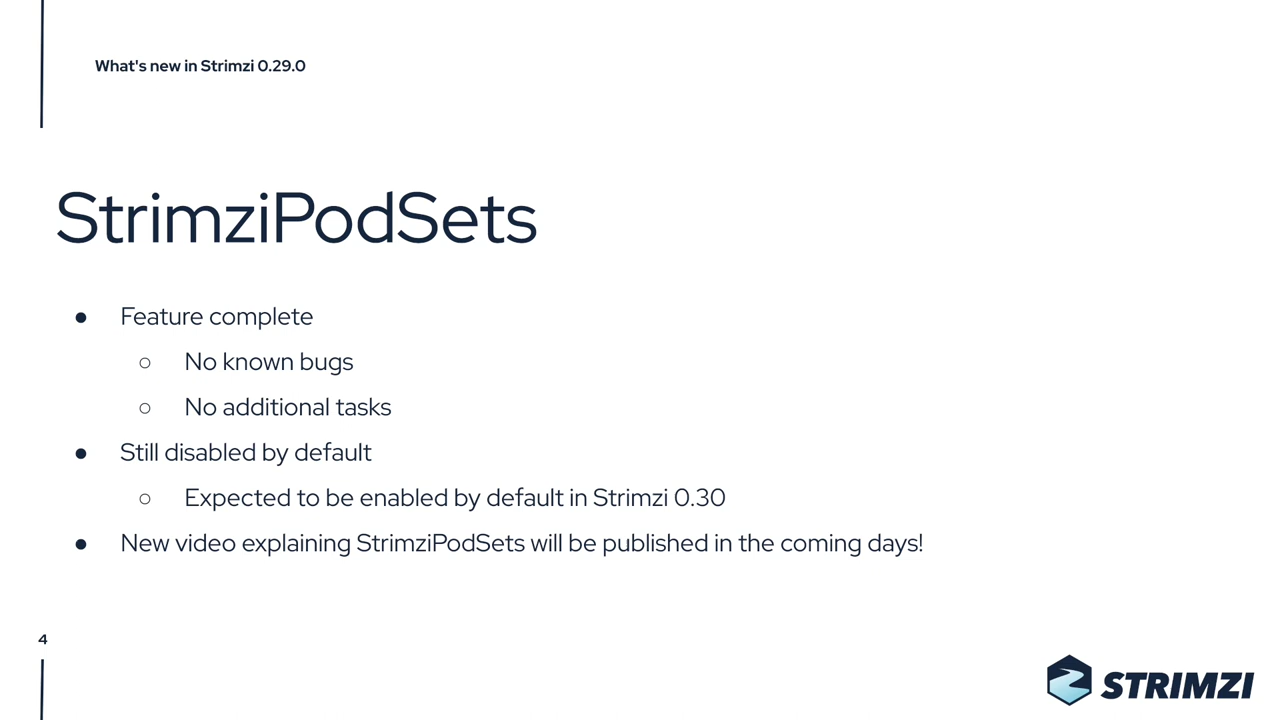 What's new in Strimzi 0.29.0
StrimziPodSets
● Feature complete
○ No known bugs
○ No additional tasks
● Still disabled by default
○ Expected to be enabled by default in Strimzi 0.30
● New video explaining StrimziPodSets will be published in the coming days!
4
STRIMZI